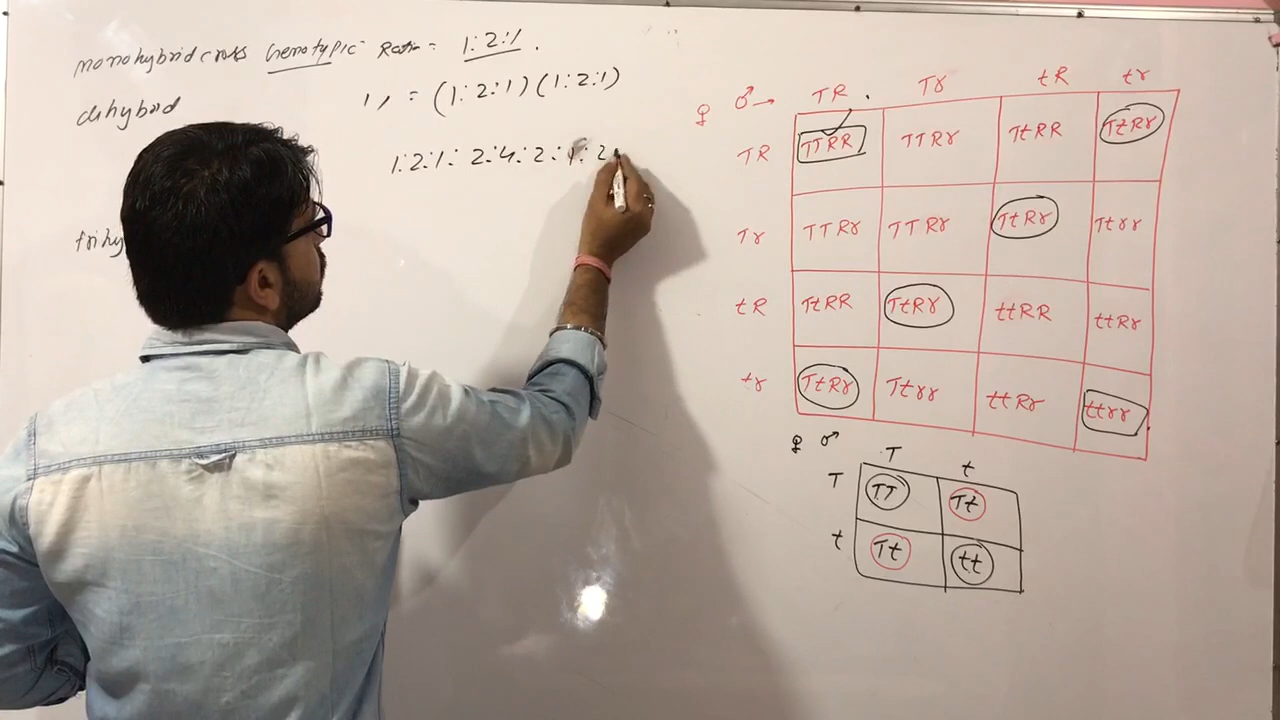 monohybrid cross Genotypic Ratio = 1:2:1.
dihybrid ,, = (1:2:1) (1:2:1)
1:2:1: 2:4:2:1:2:
♀ ♂→ TR Tr tR tr
TR TTRR TTRr TtRR TtRr
Tr TTRr TTRr TtRr Ttrr
tR TtRR TtRr ttRR ttRr
tr TtRr Ttrr ttRr ttrr
♀ ♂ T t
T TT Tt
t Tt tt